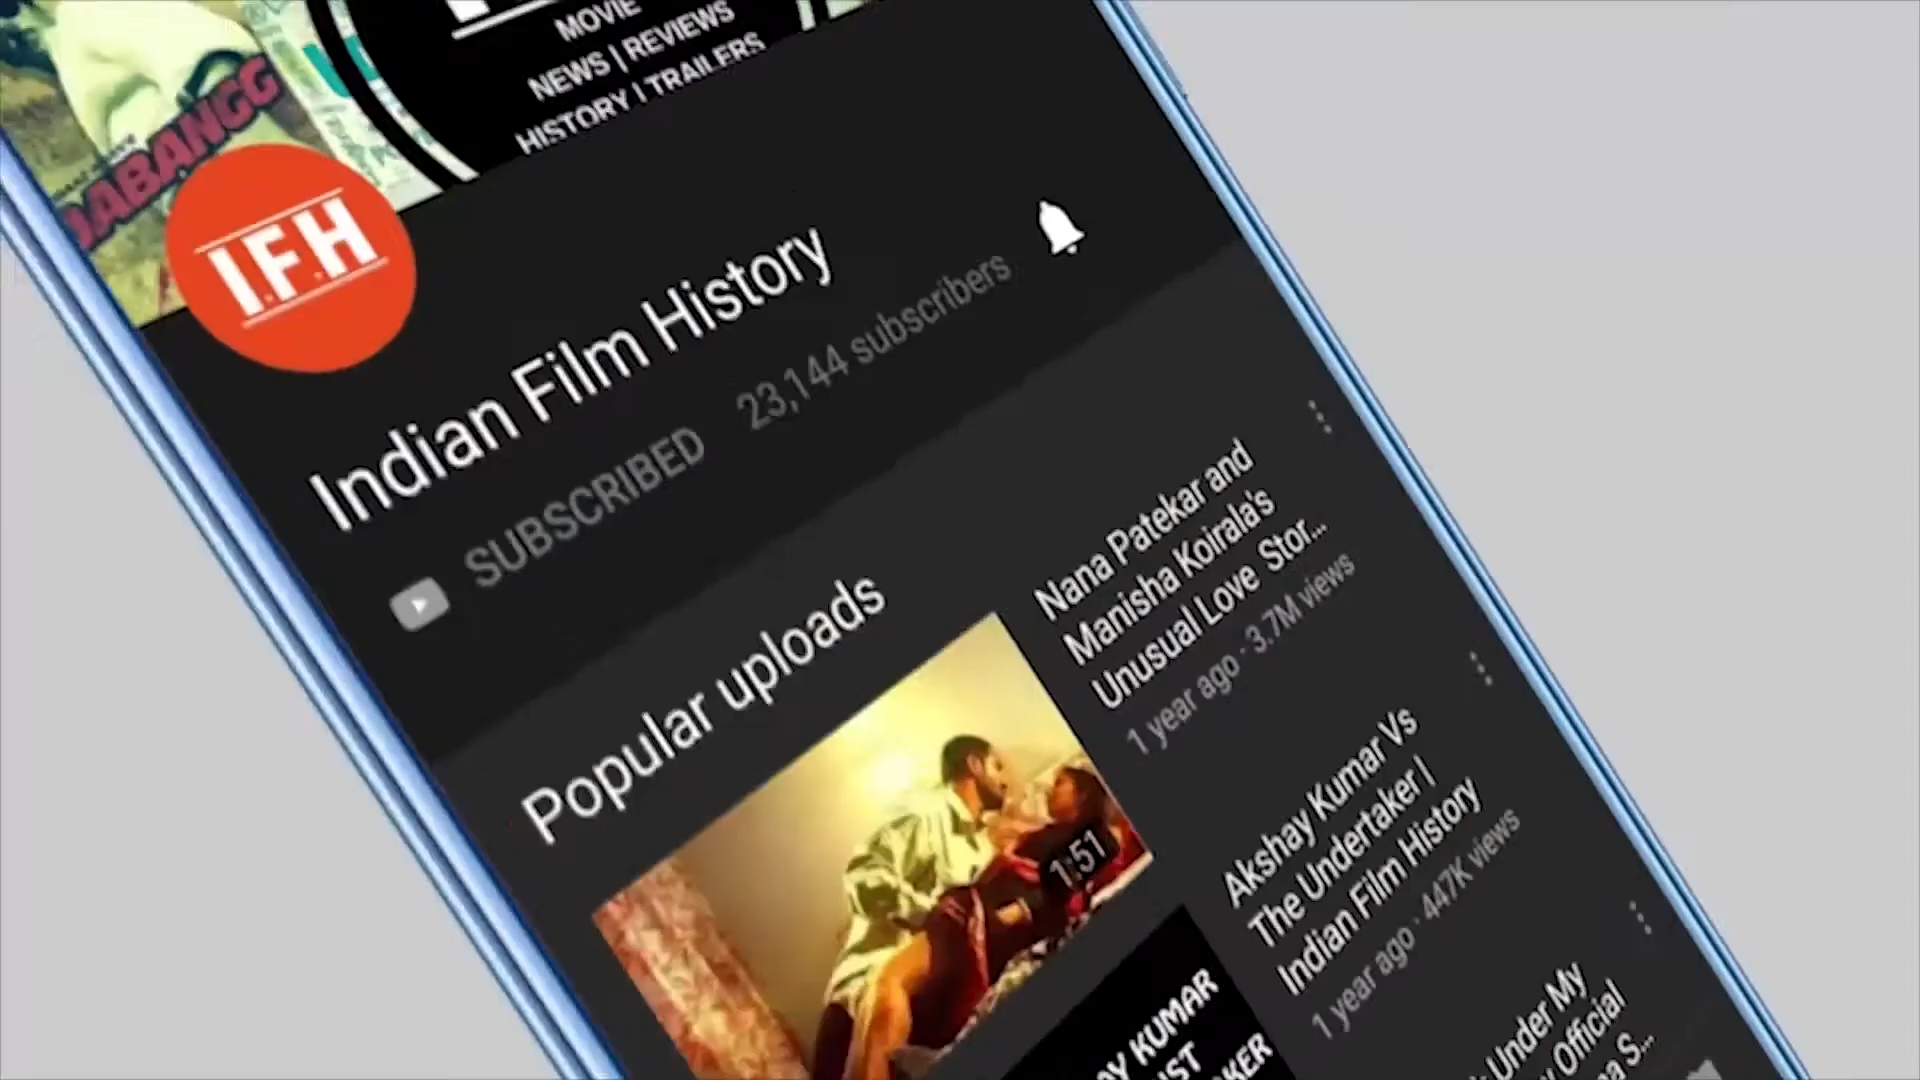 MOVIE
NEWS | REVIEWS
HISTORY | TRAILERS
DABANGG
I.F.H
Indian Film History
SUBSCRIBED 23,144 subscribers
Popular uploads
Nana Patekar and
Manisha Koirala's
Unusual Love Stor...
1 year ago · 3.7M views
1:51
Akshay Kumar Vs
The Undertaker |
Indian Film History
1 year ago · 447K views
KUMAR
Under My
Official